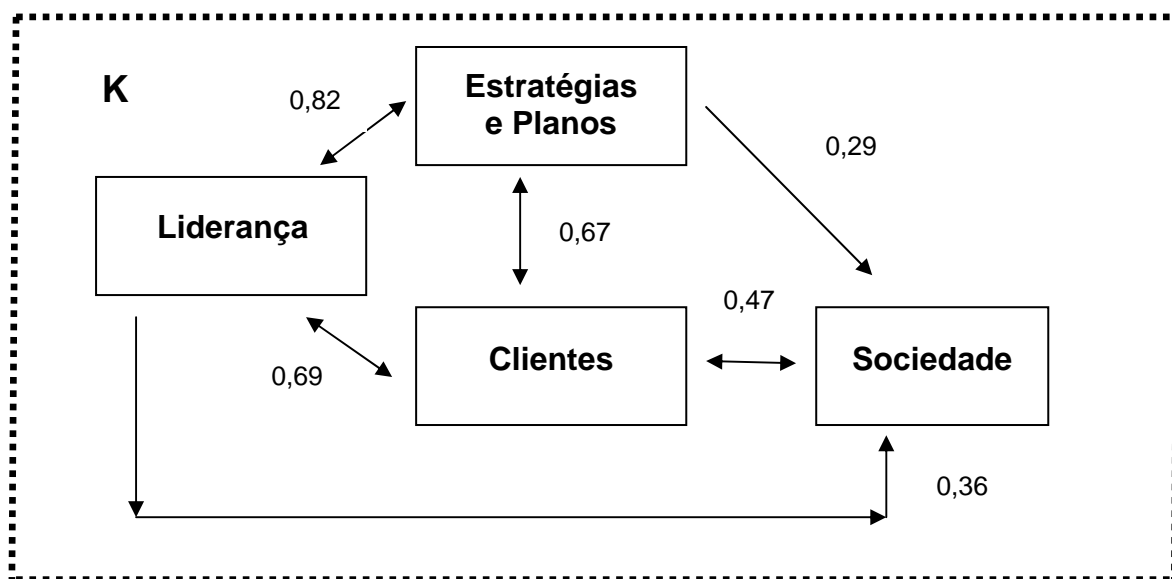 K
0,82
Estratégias
e Planos
0,29
Liderança
0,67
0,47
Clientes
Sociedade
0,69
0,36